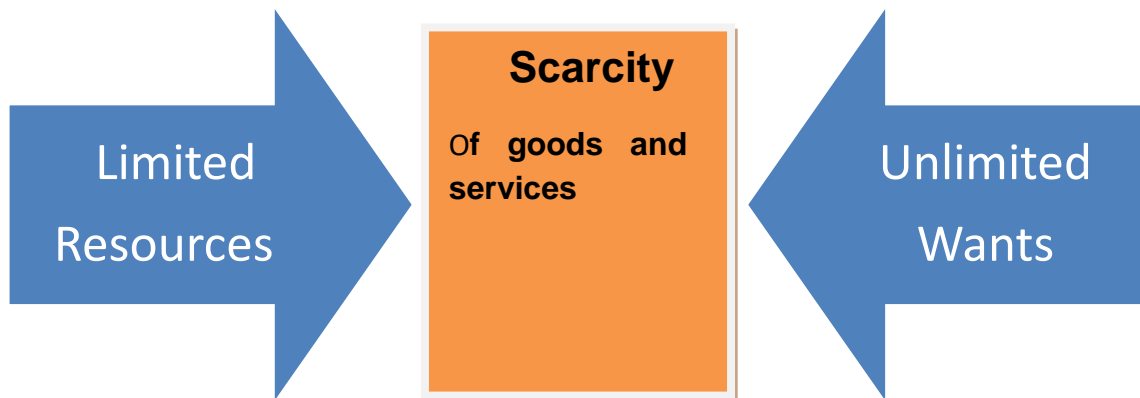 Limited
Resources
Scarcity
Of goods and
services
Unlimited
Wants